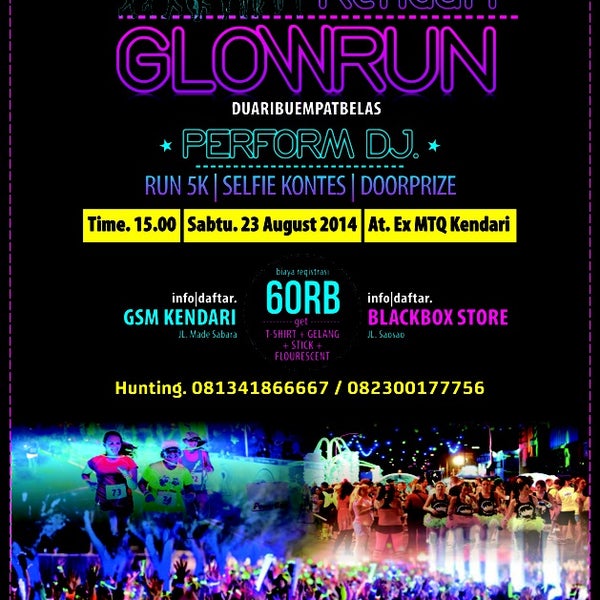 Kendari
GLOWRUN
DUARIBUEMPATBELAS
★ PERFORM DJ. ★
RUN 5K | SELFIE KONTES | DOORPRIZE
Time. 15.00 | Sabtu. 23 August 2014 | At. Ex MTQ Kendari
biaya registrasi
60RB
get
T-SHIRT + GELANG
+ STICK +
FLOURESCENT
info|daftar.
GSM KENDARI
JL. Made Sabara
info|daftar.
BLACKBOX STORE
JL. Saosao
Hunting. 081341866667 / 082300177756
73